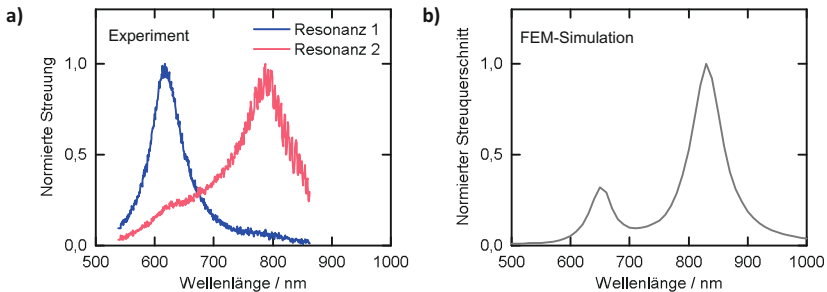 a)
Experiment
Resonanz 1
Resonanz 2
Normierte Streuung
1,0
0,5
0,0
500 600 700 800 900 1000
Wellenlänge / nm
b)
FEM-Simulation
Normierter Streuquerschnitt
1,0
0,5
0,0
500 600 700 800 900 1000
Wellenlänge / nm